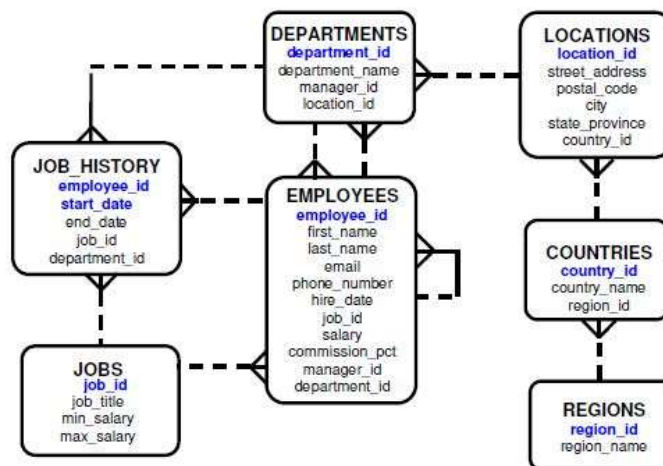 DEPARTMENTS
department_id
department_name
manager_id
location_id
LOCATIONS
location_id
street_address
postal_code
city
state_province
country_id
JOB_HISTORY
employee_id
start_date
end_date
job_id
department_id
EMPLOYEES
employee_id
first_name
last_name
email
phone_number
hire_date
job_id
salary
commission_pct
manager_id
department_id
COUNTRIES
country_id
country_name
region_id
JOBS
job_id
job_title
min_salary
max_salary
REGIONS
region_id
region_name